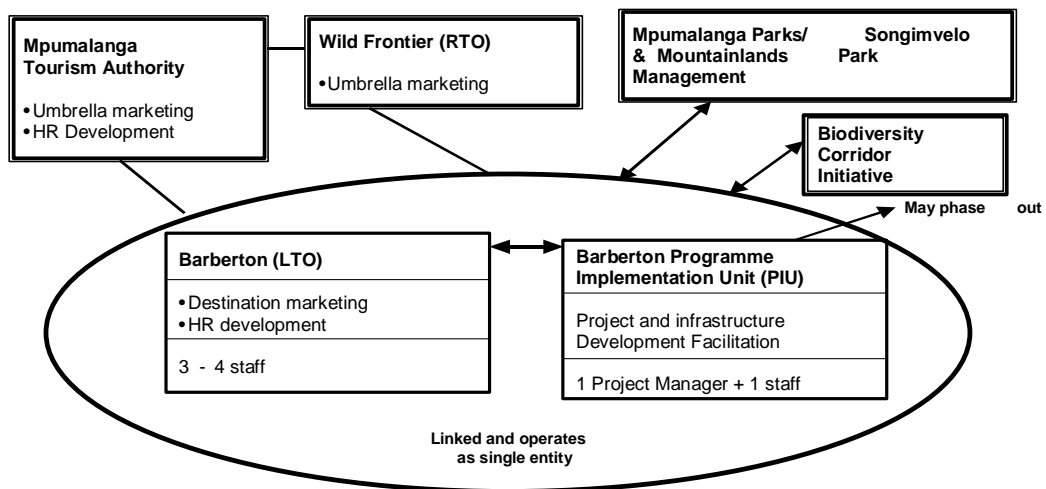 Mpumalanga
Tourism Authority
•Umbrella marketing
•HR Development
Wild Frontier (RTO)
•Umbrella marketing
Mpumalanga Parks/ Songimvelo
& Mountainlands Park
Management
Biodiversity
Corridor
Initiative
May phase out
Barberton (LTO)
•Destination marketing
•HR development
3 - 4 staff
Barberton Programme
Implementation Unit (PIU)
Project and infrastructure
Development Facilitation
1 Project Manager + 1 staff
Linked and operates
as single entity